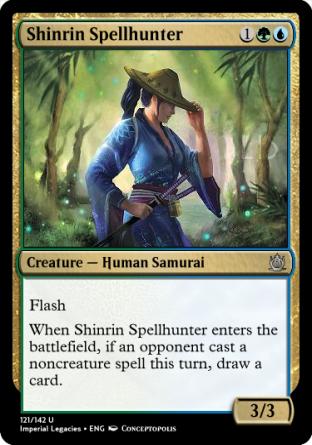 Shinrin Spellhunter 1
Creature — Human Samurai
Flash
When Shinrin Spellhunter enters the
battlefield, if an opponent cast a
noncreature spell this turn, draw a
card.
3/3
121/142 U
Imperial Legacies • ENG Conceptopolis